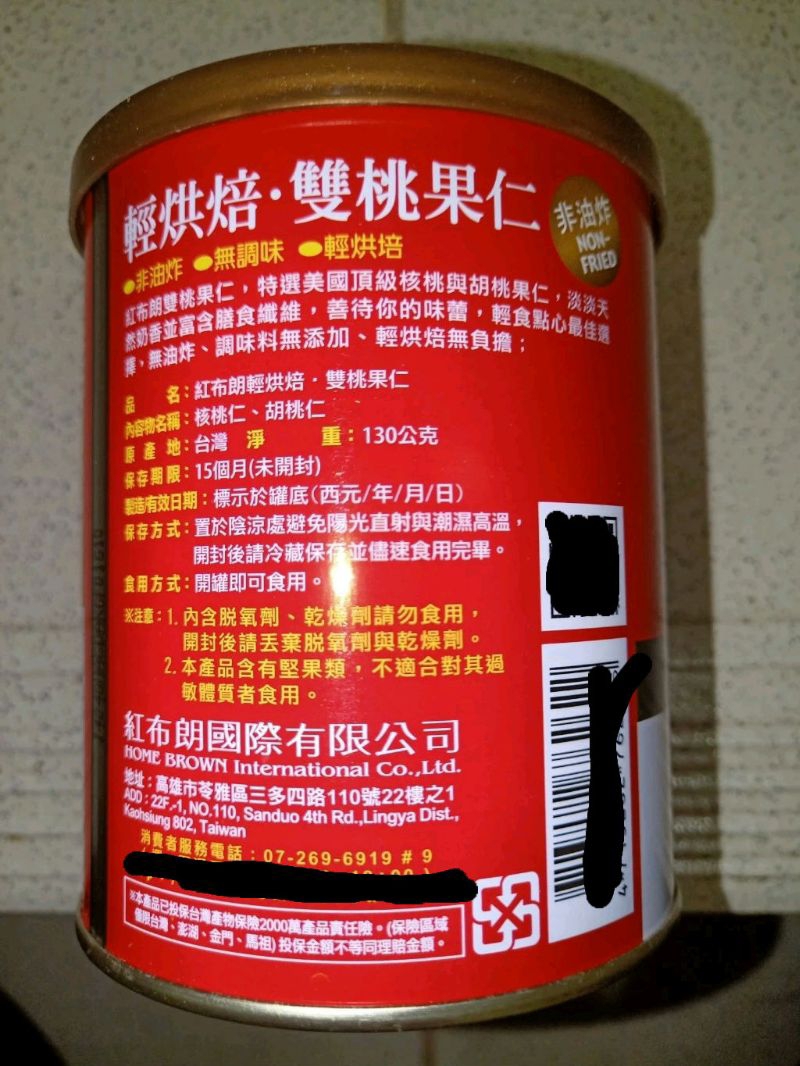 輕烘焙·雙桃果仁
非油炸
NON-
FRIED
●非油炸 ●無調味 ●輕烘培
紅布朗雙桃果仁,特選美國頂級核桃與胡桃果仁,淡淡天
然奶香並富含膳食纖維,善待你的味蕾,輕食點心最佳選
擇,無油炸、調味料無添加、輕烘焙無負擔;
品名:紅布朗輕烘焙·雙桃果仁
內容物名稱:核桃仁、胡桃仁
原產地:台灣 淨重:130公克
保存期限:15個月(未開封)
製造/有效日期:標示於罐底(西元/年/月/日)
保存方式:置於陰涼處避免陽光直射與潮濕高溫,
開封後請冷藏保存並儘速食用完畢。
食用方式:開罐即可食用。
※注意:1.內含脫氧劑、乾燥劑請勿食用,
開封後請丟棄脫氧劑與乾燥劑。
2.本產品含有堅果類,不適合對其過
敏體質者食用。
紅布朗國際有限公司
HOME BROWN International Co.,Ltd.
地址:高雄市苓雅區三多四路110號22樓之1
ADD:22F.-1, NO.110, Sanduo 4th Rd.,Lingya Dist.,
Kaohsiung 802, Taiwan
消費者服務電話:07-269-6919 # 9
※本產品已投保台灣產物保險2000萬產品責任險。(保險區域
僅限台灣、澎湖、金門、馬祖)投保金額不等同理賠金額。